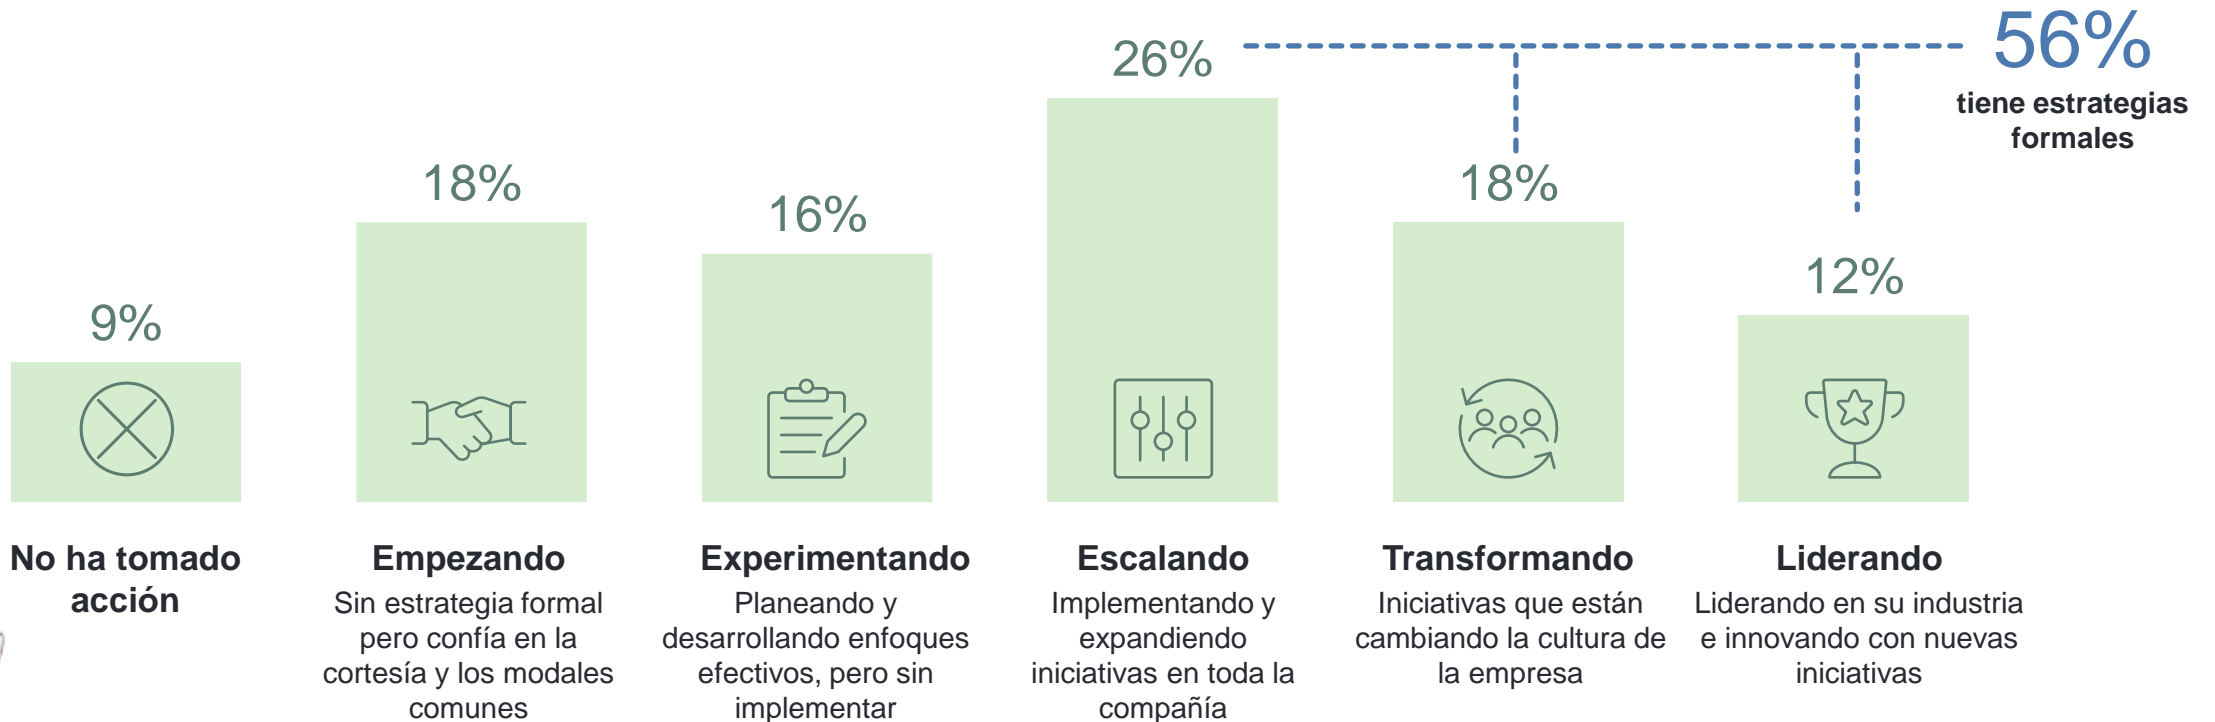 56%
tiene estrategias
formales
9%
18%
16%
26%
18%
12%
No ha tomado
acción
Empezando
Sin estrategia formal
pero confía en la
cortesía y los modales
comunes
Experimentando
Planeando y
desarrollando enfoques
efectivos, pero sin
implementar
Escalando
Implementando y
expandiendo
iniciativas en toda la
compañía
Transformando
Iniciativas que están
cambiando la cultura de
la empresa
Liderando
Liderando en su industria
e innovando con nuevas
iniciativas